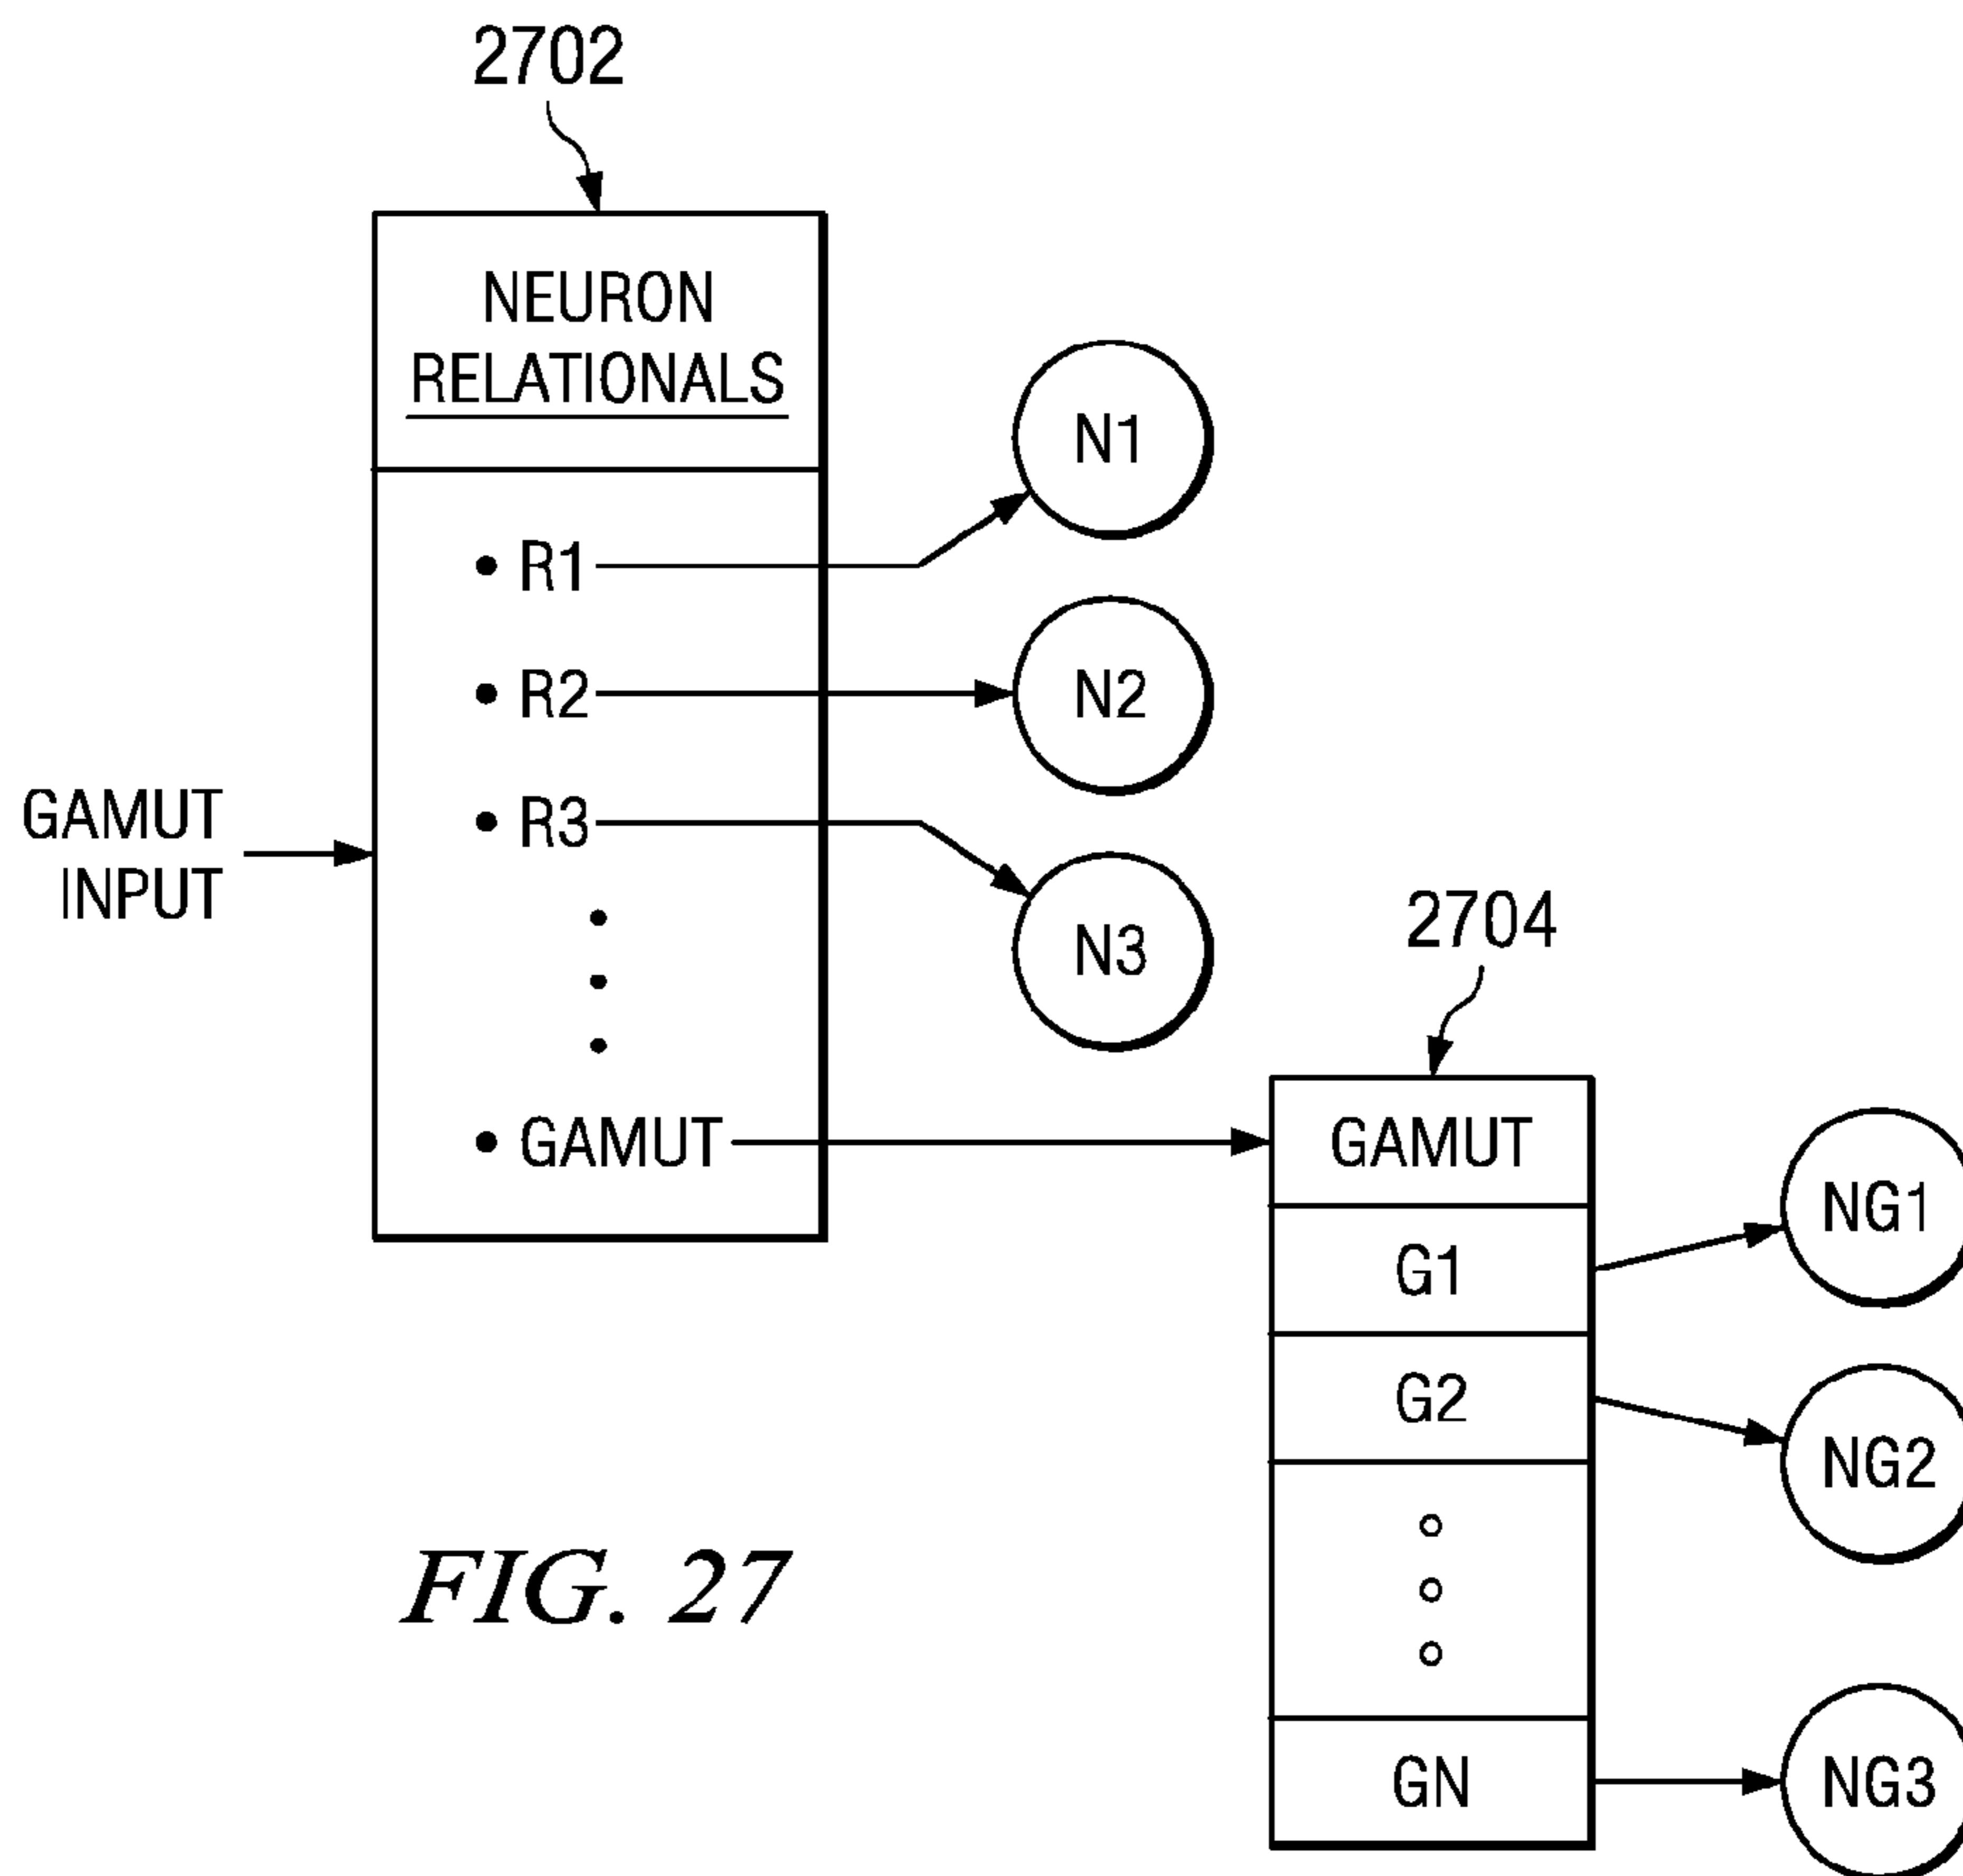 2702
NEURON
RELATIONALS
• R1
N1
• R2
N2
GAMUT
INPUT
• R3
N3
2704
• GAMUT
GAMUT
G1
NG1
G2
NG2
GN
NG3
FIG. 27